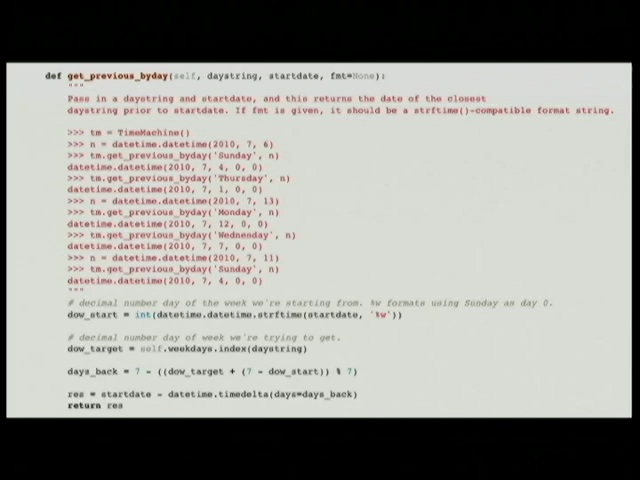 def get_previous_byday(self, daystring, startdate, fmt=None):
"""
Pass in a daystring and startdate, and this returns the date of the closest
daystring prior to startdate. If fmt is given, it should be a strftime()-compatible format string.
>>> tm = TimeMachine()
>>> n = datetime.datetime(2010, 7, 6)
>>> tm.get_previous_byday('Sunday', n)
datetime.datetime(2010, 7, 4, 0, 0)
>>> tm.get_previous_byday('Thursday', n)
datetime.datetime(2010, 7, 1, 0, 0)
>>> n = datetime.datetime(2010, 7, 13)
>>> tm.get_previous_byday('Monday', n)
datetime.datetime(2010, 7, 12, 0, 0)
>>> tm.get_previous_byday('Wednesday', n)
datetime.datetime(2010, 7, 7, 0, 0)
>>> n = datetime.datetime(2010, 7, 11)
>>> tm.get_previous_byday('Sunday', n)
datetime.datetime(2010, 7, 4, 0, 0)
"""
# decimal number day of the week we're starting from. %w formats using Sunday as day 0.
dow_start = int(datetime.datetime.strftime(startdate, '%w'))
# decimal number day of week we're trying to get.
dow_target = self.weekdays.index(daystring)
days_back = 7 - ((dow_target + (7 - dow_start)) % 7)
res = startdate - datetime.timedelta(days=days_back)
return res